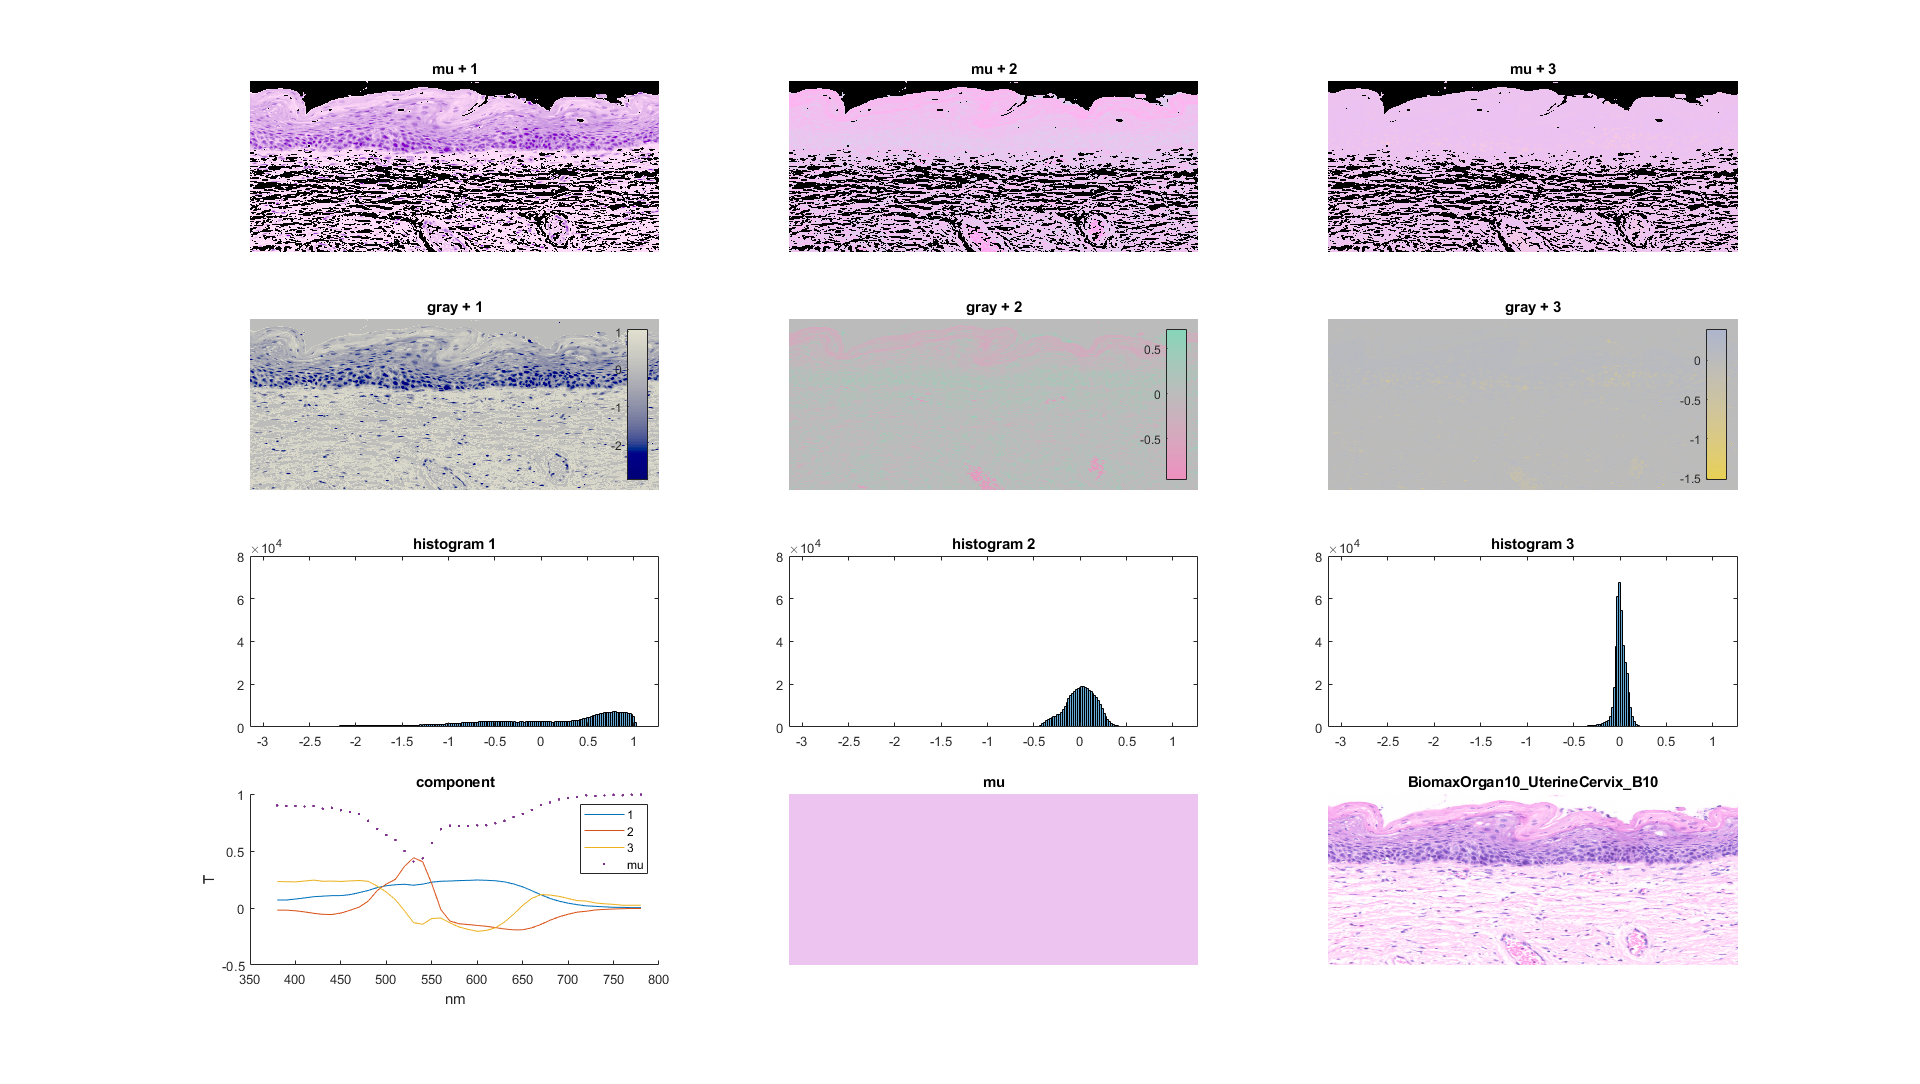 mu + 1
mu + 2
mu + 3
gray + 1
gray + 2
gray + 3
1
0
-1
-2
0.5
0
-0.5
0
-0.5
-1
-1.5
histogram 1
histogram 2
histogram 3
×10⁴
8
6
4
2
0
-3 -2.5 -2 -1.5 -1 -0.5 0 0.5 1
×10⁴
8
6
4
2
0
-3 -2.5 -2 -1.5 -1 -0.5 0 0.5 1
×10⁴
8
6
4
2
0
-3 -2.5 -2 -1.5 -1 -0.5 0 0.5 1
component
mu
BiomaxOrgan10_UterineCervix_B10
1
0.5
0
-0.5
T
1
2
3
mu
350 400 450 500 550 600 650 700 750 800
nm